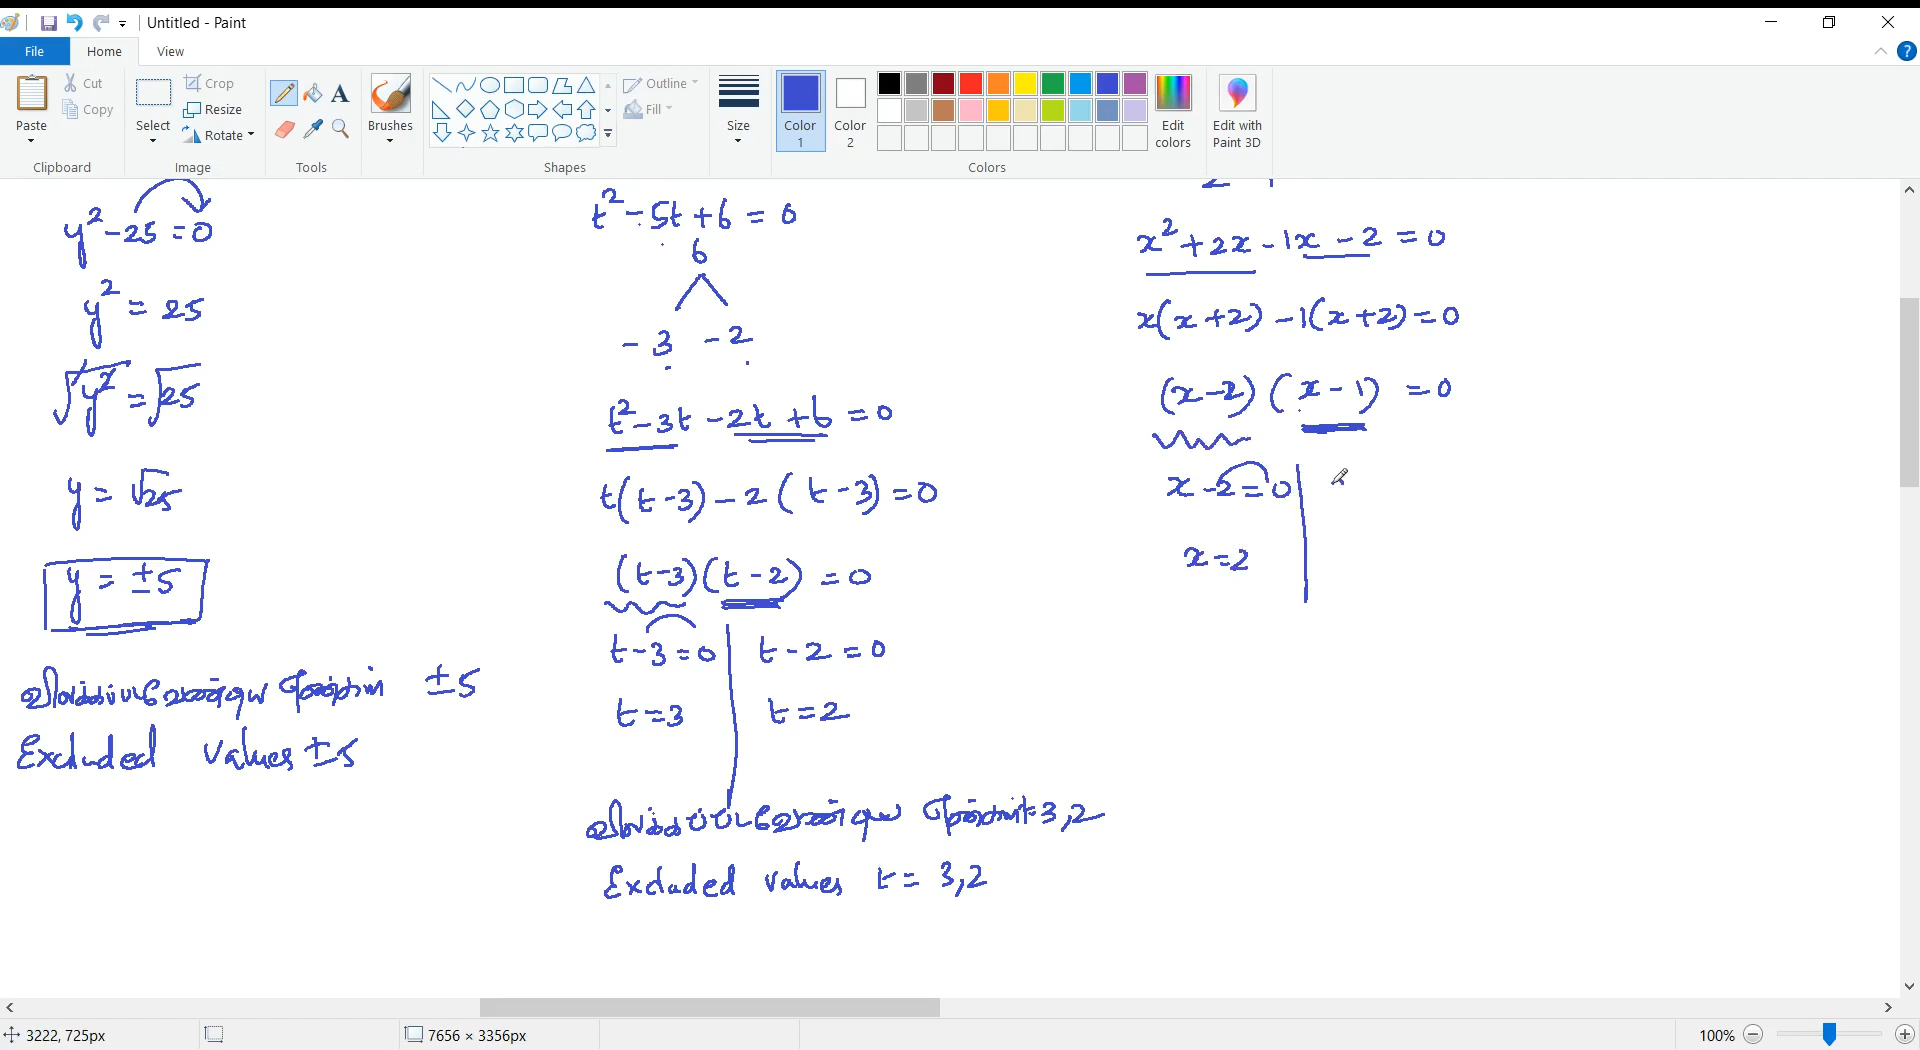 Untitled - Paint
File
Home
View
Paste
Cut
Copy
Clipboard
Select
Crop
Resize
Rotate
Image
Tools
Brushes
Shapes
Outline
Fill
Size
Color 1
Color 2
Colors
Edit colors
Edit with Paint 3D
y² - 25 = 0
y² = 25
√y² = √25
y = √25
y = ±5
±5
Excluded values ±5
t² - 5t + 6 = 0
6
- 3 - 2
t² - 3t - 2t + 6 = 0
t(t - 3) - 2(t - 3) = 0
(t - 3)(t - 2) = 0
t - 3 = 0
t - 2 = 0
t = 3
t = 2
3, 2
Excluded values t = 3, 2
x² + 2x - 1x - 2 = 0
x(x + 2) - 1(x + 2) = 0
(x - 2)(x - 1) = 0
x - 2 = 0
x = 2
3222, 725px
7656 × 3356px
100%